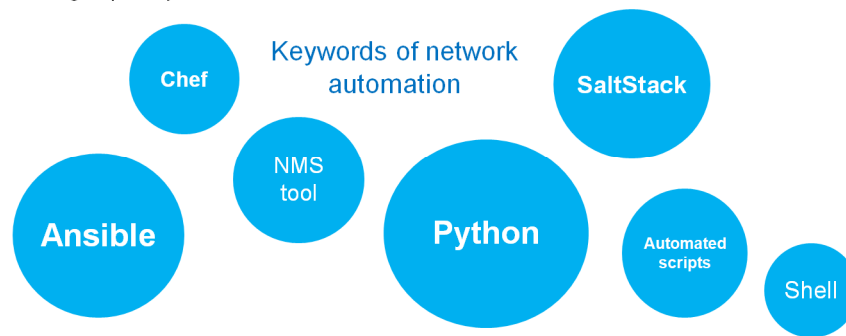 Keywords of network
automation
Chef
SaltStack
NMS
tool
Ansible
Python
Automated
scripts
Shell